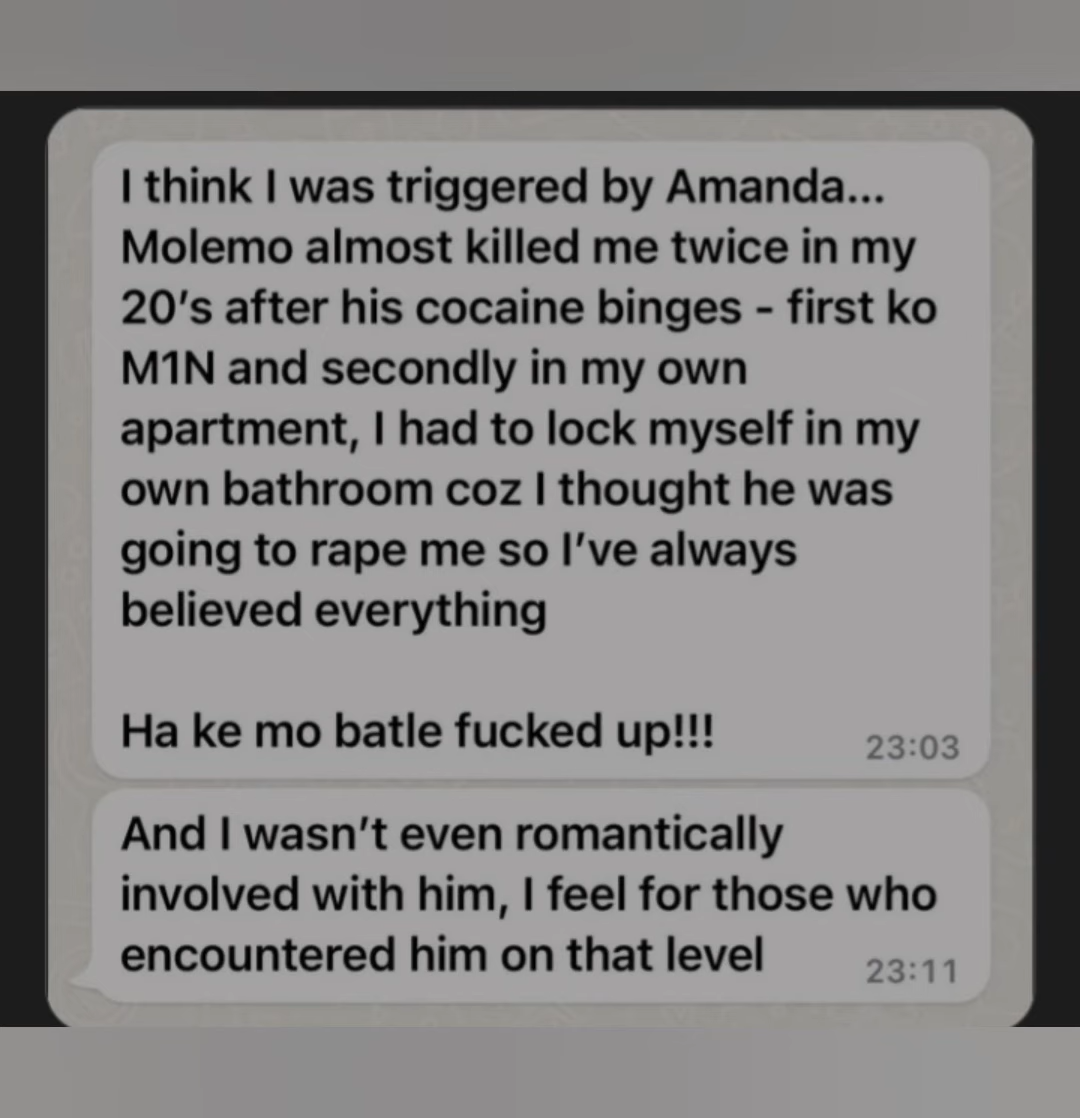 I think I was triggered by Amanda...
Molemo almost killed me twice in my
20's after his cocaine binges - first ko
M1N and secondly in my own
apartment, I had to lock myself in my
own bathroom coz I thought he was
going to rape me so I've always
believed everything
Ha ke mo batle fucked up!!!
23:03
And I wasn't even romantically
involved with him, I feel for those who
encountered him on that level
23:11